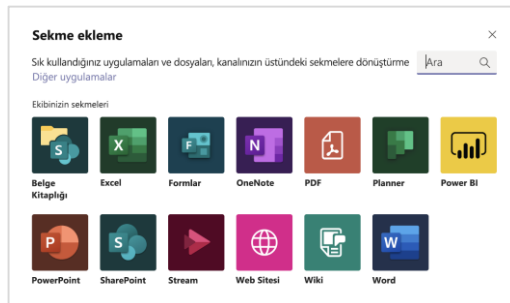 Sekme ekleme
Sık kullandığınız uygulamaları ve dosyaları, kanalınızın üstündeki sekmelere dönüştürme
Ara
Diğer uygulamalar
Ekibinizin sekmeleri
S
X
F
N
Belge Kitaplığı
Excel
Formlar
OneNote
PDF
Planner
Power BI
P
S
W
PowerPoint
SharePoint
Stream
Web Sitesi
Wiki
Word